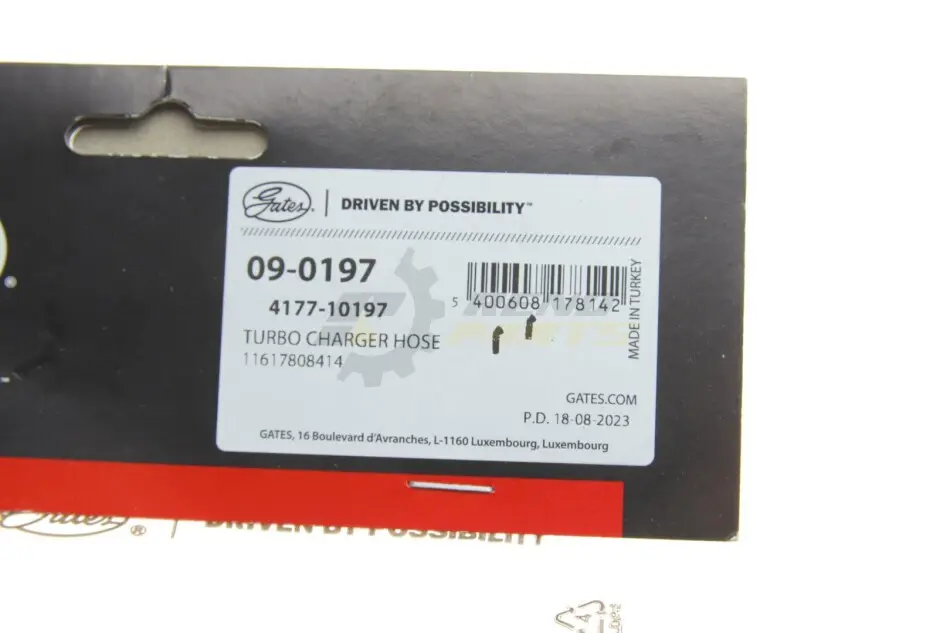 Gates. | DRIVEN BY POSSIBILITY™
09-0197
4177-10197
TURBO CHARGER HOSE
11617808414
5 400608 178142
MADE IN TURKEY
GATES.COM
P.D. 18-08-2023
GATES, 16 Boulevard d'Avranches, L-1160 Luxembourg, Luxembourg
Gates® | DRIVEN BY POSSIBILITY